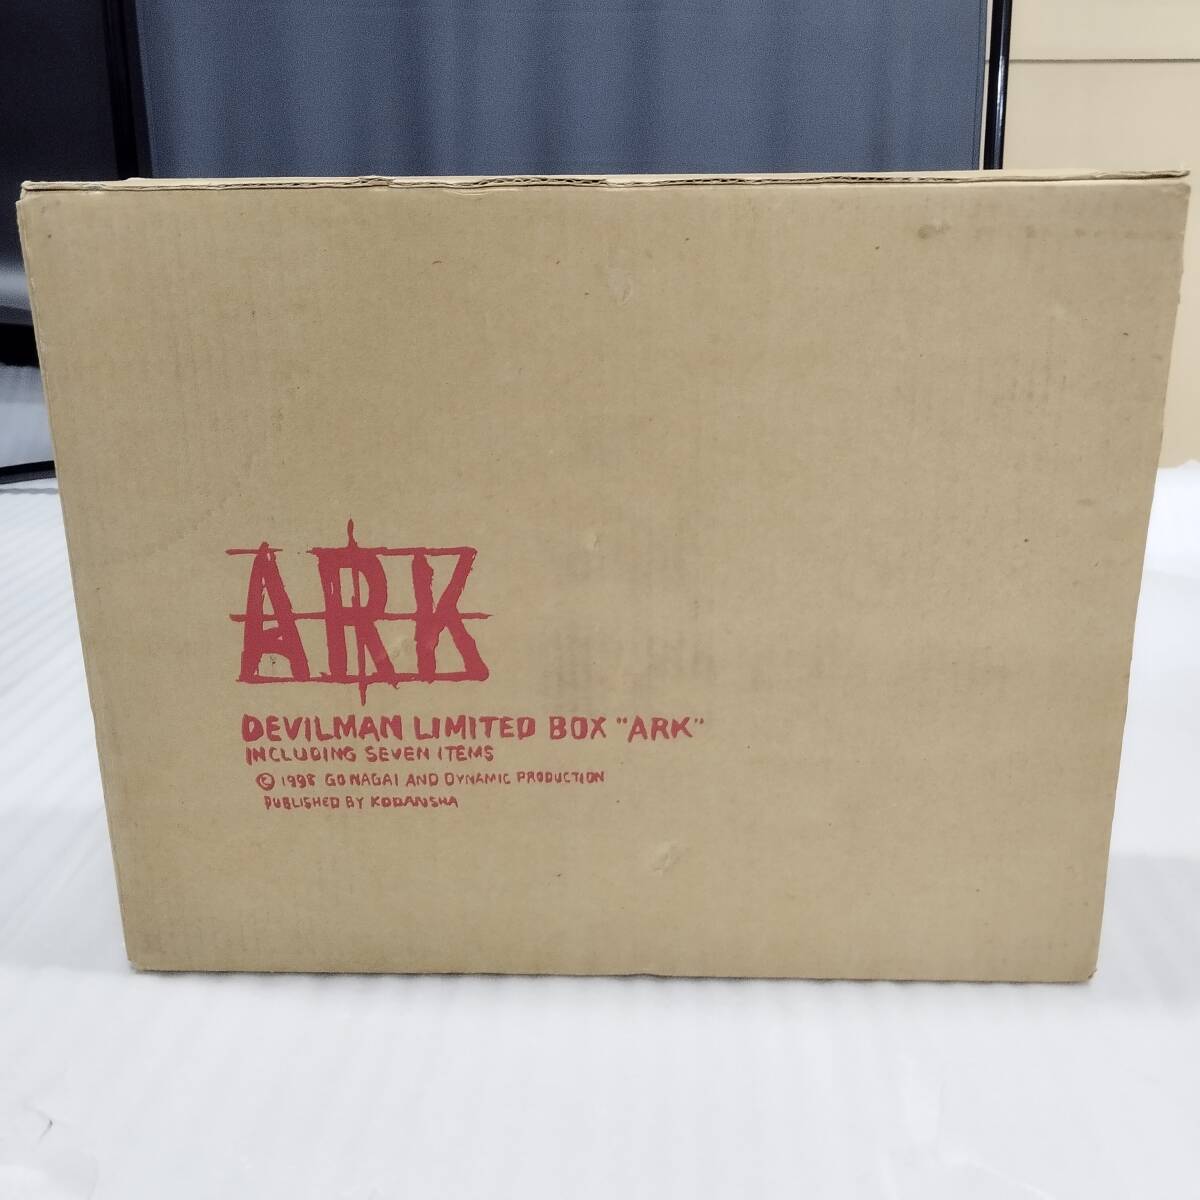 ARK
DEVILMAN LIMITED BOX "ARK"
INCLUDING SEVEN ITEMS
© 1998 GO NAGAI AND DYNAMIC PRODUCTION
PUBLISHED BY KODANSHA